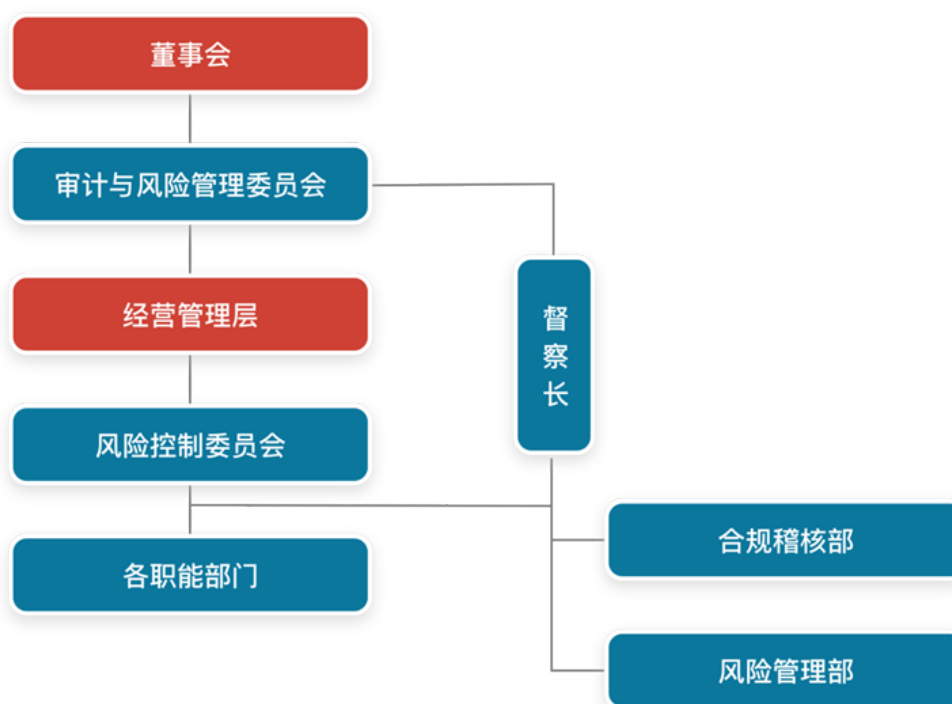 董事会
审计与风险管理委员会
经营管理层
督察长
风险控制委员会
合规稽核部
各职能部门
风险管理部